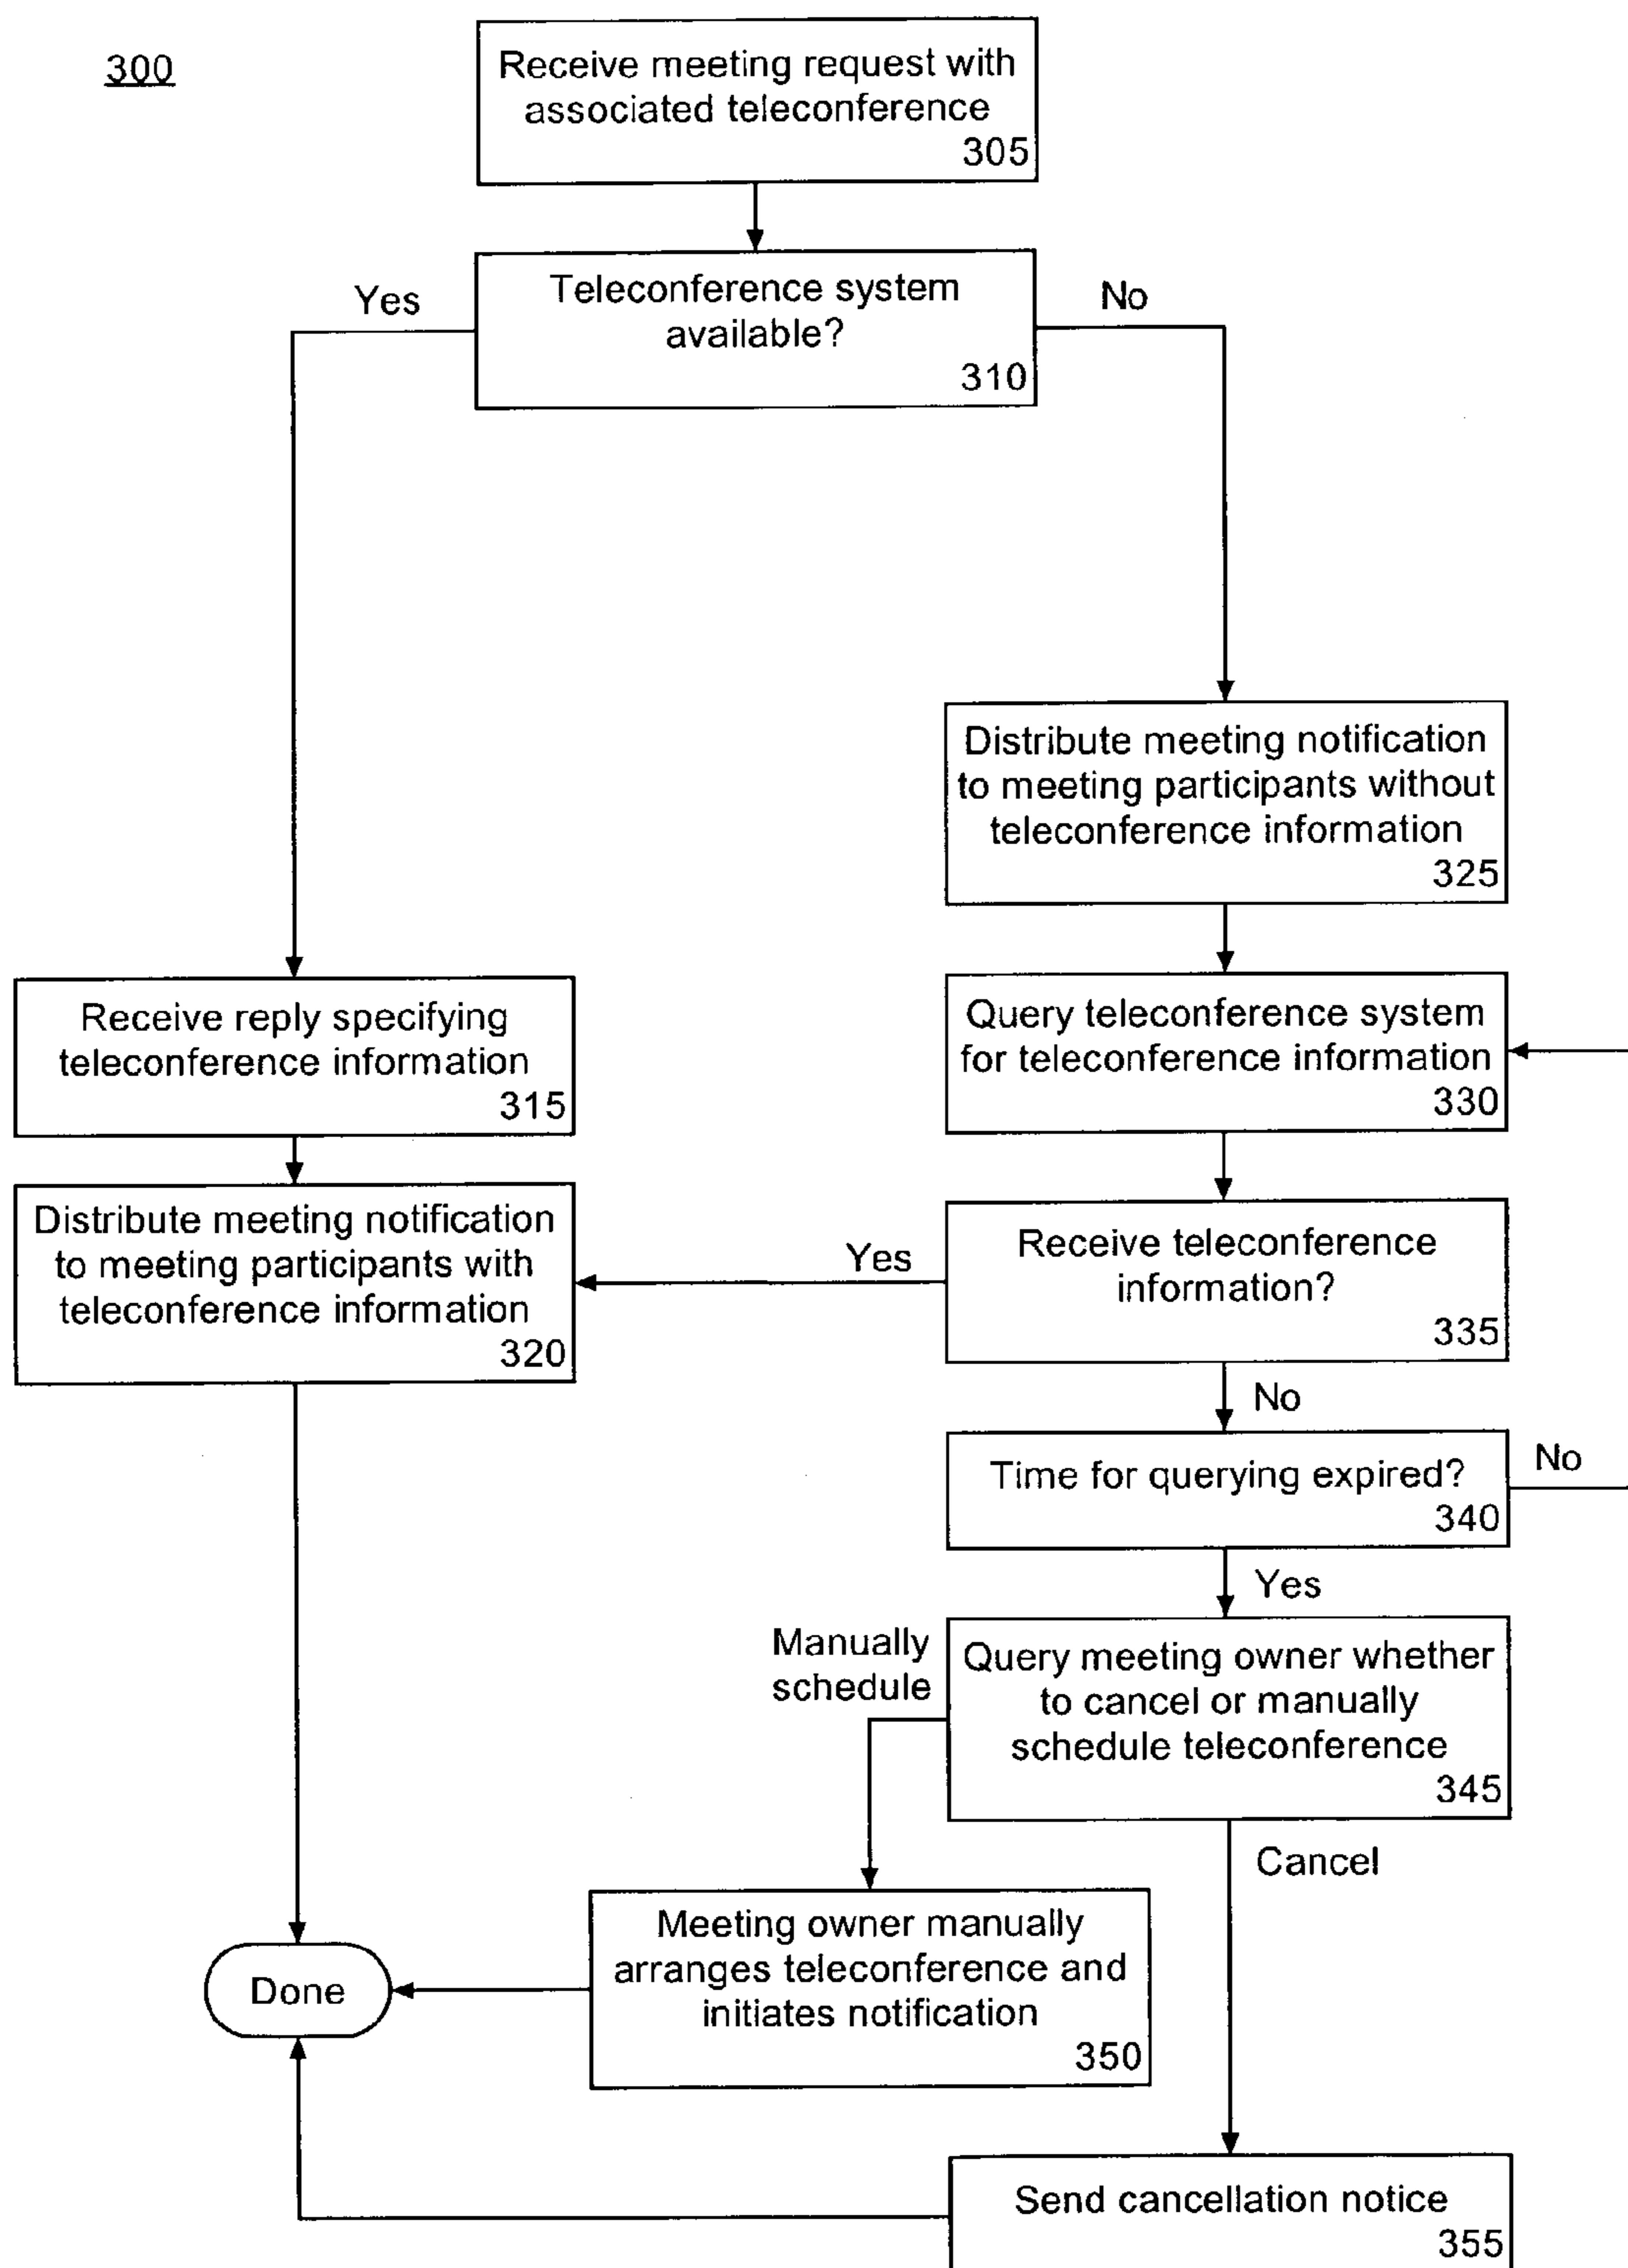 300
Receive meeting request with
associated teleconference
305
Teleconference system
available?
310
Yes
No
Distribute meeting notification
to meeting participants without
teleconference information
325
Receive reply specifying
teleconference information
315
Query teleconference system
for teleconference information
330
Distribute meeting notification
to meeting participants with
teleconference information
320
Yes
Receive teleconference
information?
335
No
Time for querying expired?
340
No
Yes
Manually
schedule
Query meeting owner whether
to cancel or manually
schedule teleconference
345
Cancel
Meeting owner manually
arranges teleconference and
initiates notification
350
Done
Send cancellation notice
355